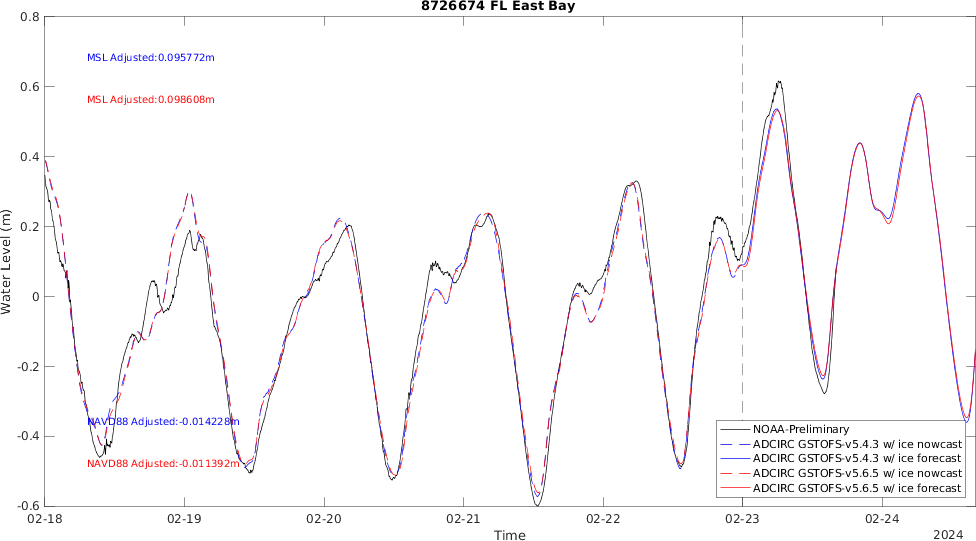 8726674 FL East Bay
0.8
0.6
0.4
0.2
0
-0.2
-0.4
-0.6
Water Level (m)
MSL Adjusted:0.095772m
MSL Adjusted:0.098608m
NAVD88 Adjusted:-0.014228m
NAVD88 Adjusted:-0.011392m
NOAA-Preliminary
ADCIRC GSTOFS-v5.4.3 w/ ice nowcast
ADCIRC GSTOFS-v5.4.3 w/ ice forecast
ADCIRC GSTOFS-v5.6.5 w/ ice nowcast
ADCIRC GSTOFS-v5.6.5 w/ ice forecast
02-18 02-19 02-20 02-21 02-22 02-23 02-24
Time
2024